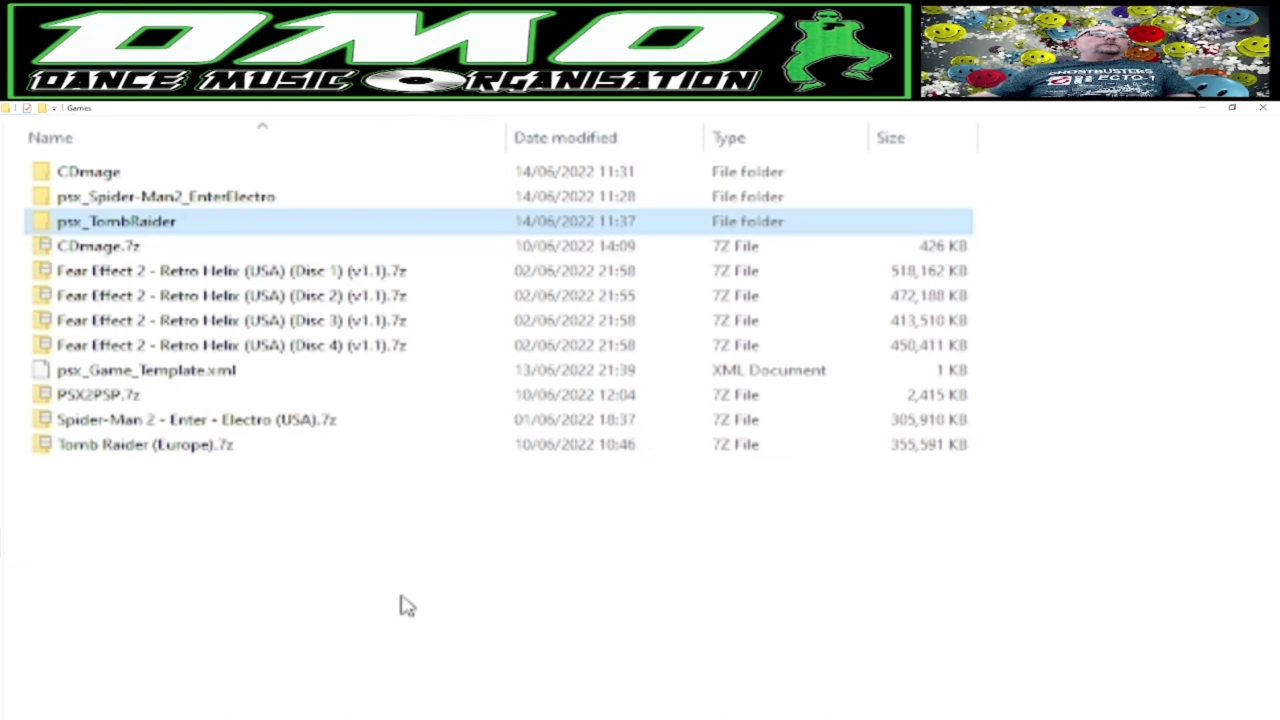 DMO
DANCE MUSIC ORGANISATION
GHOSTBUSTERS
ECTO-1
Games
Name Date modified Type Size
CDmage 14/06/2022 11:31 File folder
psx_Spider-Man2_EnterElectro 14/06/2022 11:28 File folder
psx_TombRaider 14/06/2022 11:37 File folder
CDmage.7z 10/06/2022 14:09 7Z File 426 KB
Fear Effect 2 - Retro Helix (USA) (Disc 1) (v1.1).7z 02/06/2022 21:58 7Z File 518,162 KB
Fear Effect 2 - Retro Helix (USA) (Disc 2) (v1.1).7z 02/06/2022 21:55 7Z File 472,188 KB
Fear Effect 2 - Retro Helix (USA) (Disc 3) (v1.1).7z 02/06/2022 21:58 7Z File 413,510 KB
Fear Effect 2 - Retro Helix (USA) (Disc 4) (v1.1).7z 02/06/2022 21:58 7Z File 450,411 KB
psx_Game_Template.xml 13/06/2022 21:39 XML Document 1 KB
PSX2PSP.7z 10/06/2022 12:04 7Z File 2,415 KB
Spider-Man 2 - Enter - Electro (USA).7z 01/06/2022 18:37 7Z File 305,910 KB
Tomb Raider (Europe).7z 10/06/2022 10:46 7Z File 355,591 KB